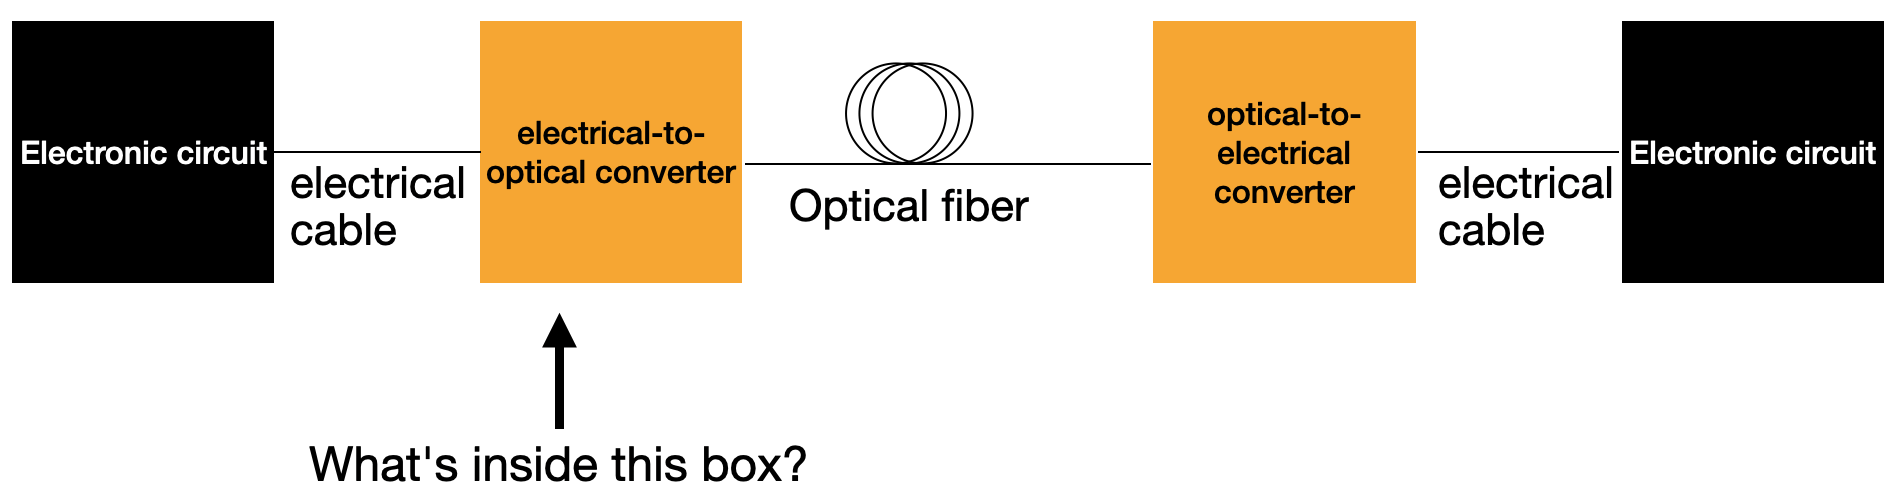 Electronic circuit
electrical
cable
electrical-to-
optical converter
Optical fiber
optical-to-
electrical
converter
electrical
cable
Electronic circuit
What's inside this box?